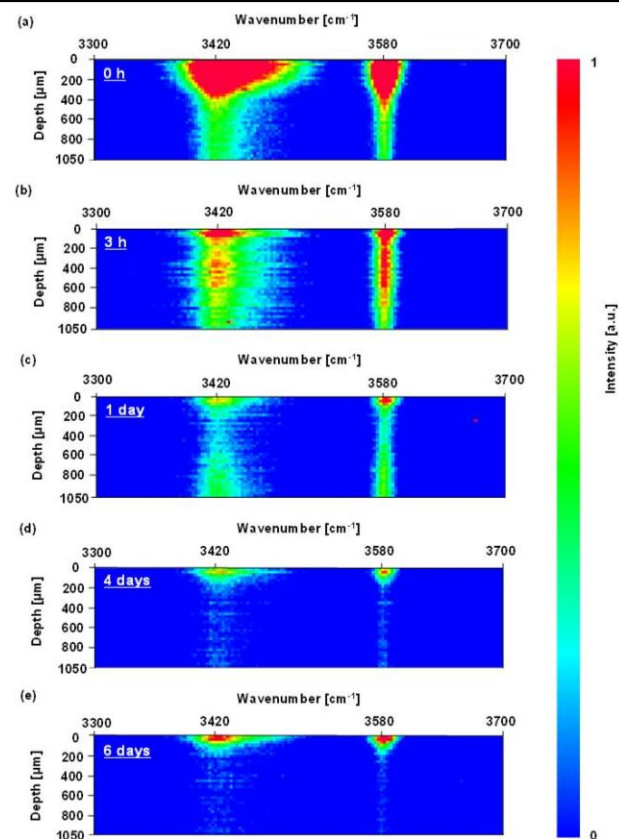 (a)
Wavenumber [cm⁻¹]
3300 3420 3580 3700
0 h
Depth [µm]
0
200
400
600
800
1050
(b)
Wavenumber [cm⁻¹]
3300 3420 3580 3700
3 h
Depth [µm]
0
200
400
600
800
1050
(c)
Wavenumber [cm⁻¹]
3300 3420 3580 3700
1 day
Depth [µm]
0
200
400
600
800
1050
(d)
Wavenumber [cm⁻¹]
3300 3420 3580 3700
4 days
Depth [µm]
0
200
400
600
800
1050
(e)
Wavenumber [cm⁻¹]
3300 3420 3580 3700
6 days
Depth [µm]
0
200
400
600
800
1050
1
Intensity [a.u.]
0